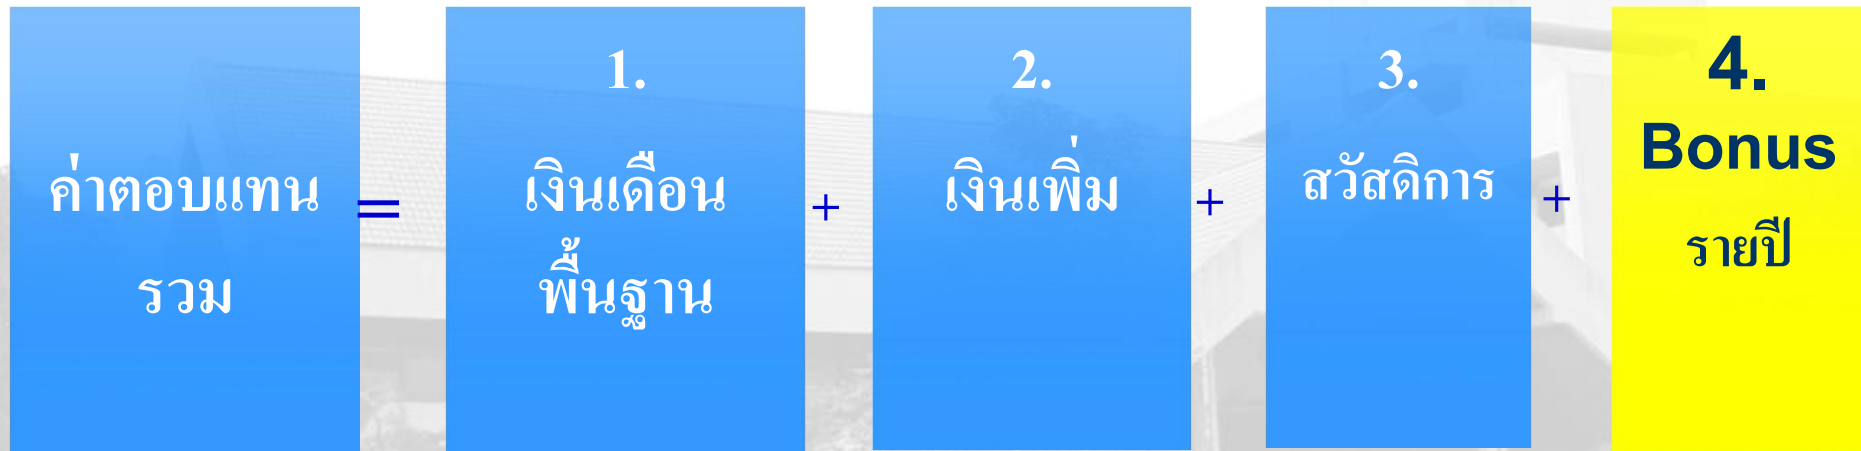 ค่าตอบแทน
รวม
=
1.
เงินเดือน
พื้นฐาน
+
2.
เงินเพิ่ม
+
3.
สวัสดิการ
+
4.
Bonus
รายปี